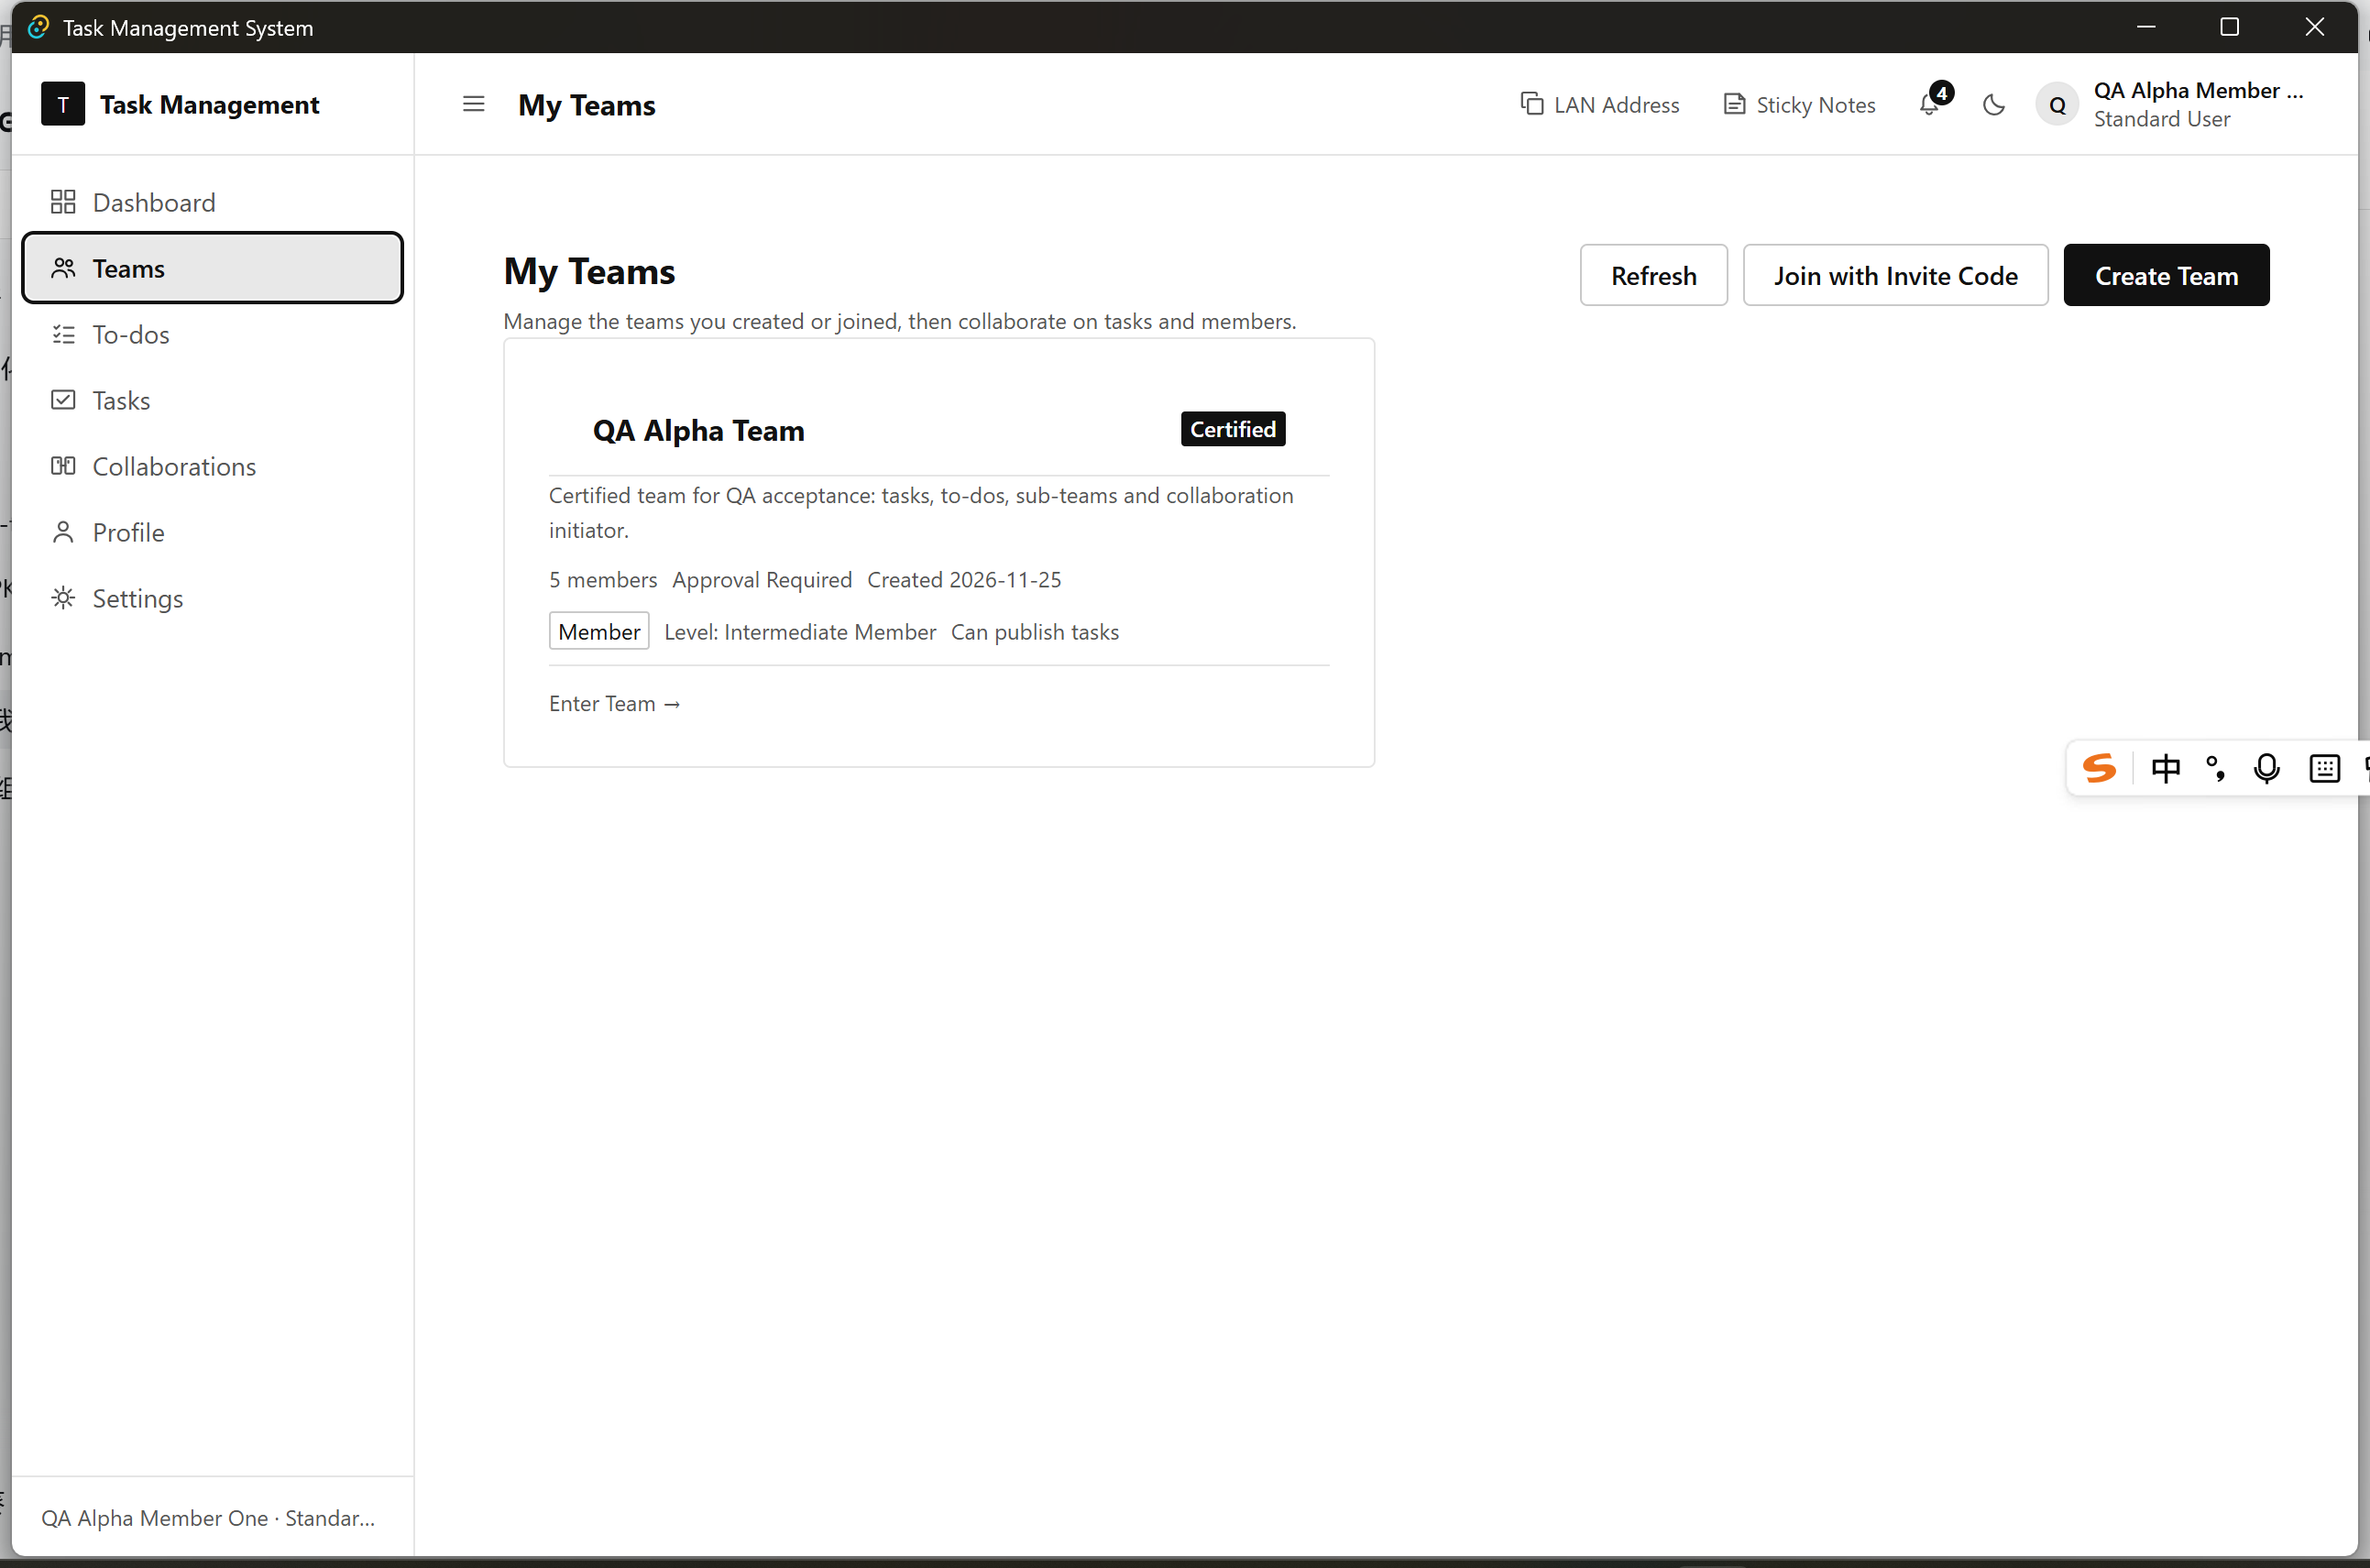 Task Management System
T Task Management
My Teams
LAN Address
Sticky Notes
4
Q
QA Alpha Member ...
Standard User
Dashboard
Teams
To-dos
Tasks
Collaborations
Profile
Settings
My Teams
Manage the teams you created or joined, then collaborate on tasks and members.
Refresh
Join with Invite Code
Create Team
QA Alpha Team
Certified
Certified team for QA acceptance: tasks, to-dos, sub-teams and collaboration
initiator.
5 members Approval Required Created 2026-11-25
Member Level: Intermediate Member Can publish tasks
Enter Team →
中
QA Alpha Member One · Standar...